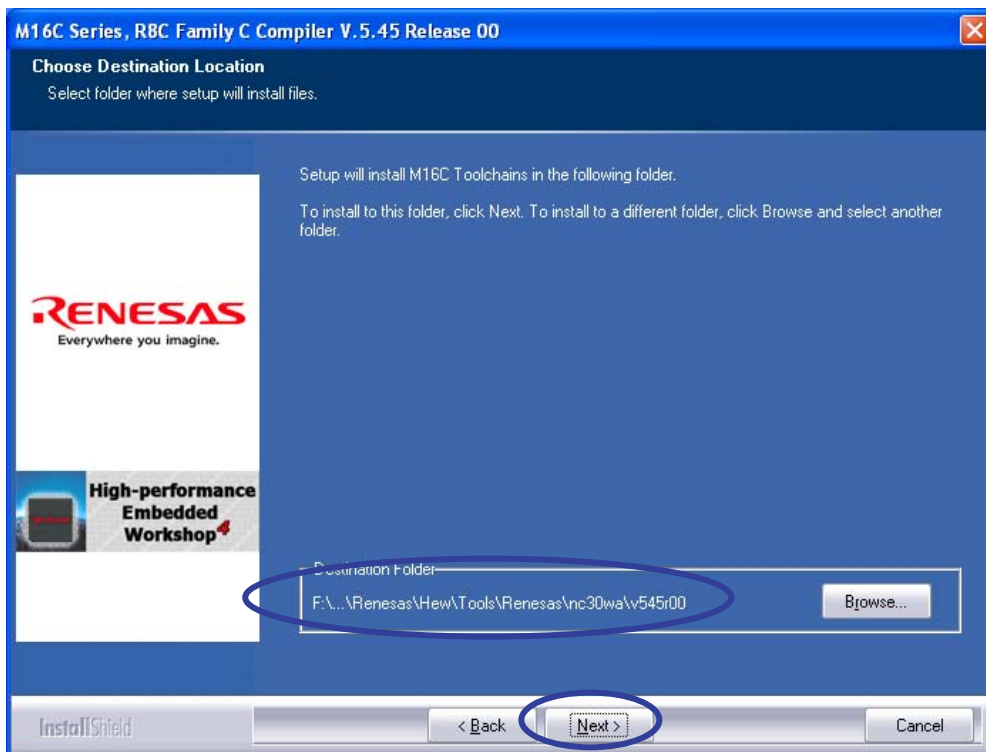 M16C Series, R8C Family C Compiler V.5.45 Release 00
Choose Destination Location
Select folder where setup will install files.
Setup will install M16C Toolchains in the following folder.
To install to this folder, click Next. To install to a different folder, click Browse and select another
folder.
RENESAS
Everywhere you imagine.
High-performance
Embedded
Workshop4
Destination Folder
F:\...\Renesas\Hew\Tools\Renesas\nc30wa\v545r00
Browse...
InstallShield
< Back
Next >
Cancel